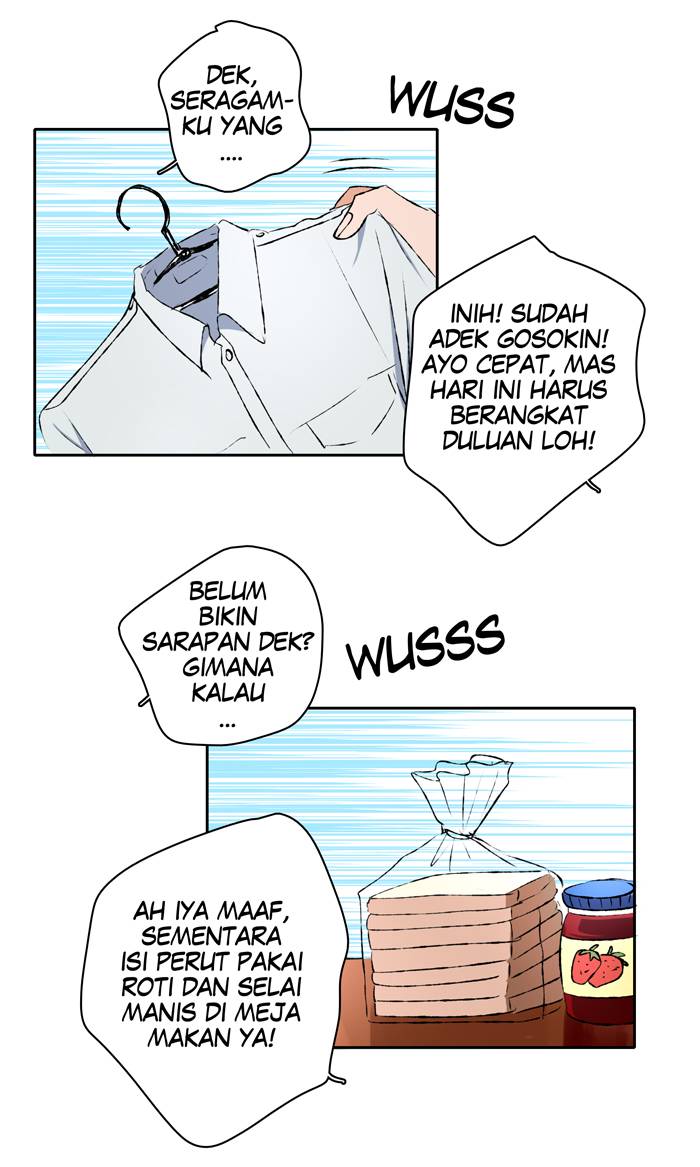 DEK,
SERAGAM-
KU YANG
....
WUSS
INIH! SUDAH
ADEK GOSOKIN!
AYO CEPAT, MAS
HARI INI HARUS
BERANGKAT
DULUAN LOH!
BELUM
BIKIN
SARAPAN DEK?
GIMANA
KALAU
...
WUSSS
AH IYA MAAF,
SEMENTARA
ISI PERUT PAKAI
ROTI DAN SELAI
MANIS DI MEJA
MAKAN YA!